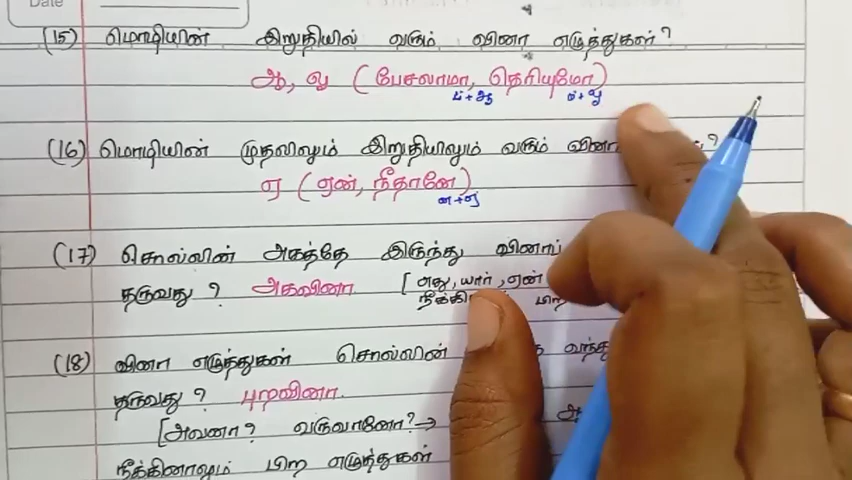 Date
(15) மொழியின் இறுதியில் வரும் வினா எழுத்துகள்?
ஆ, ஓ ( பேசலாமா, தெரியுமோ)
ம்+ஆ ம்+ஓ
(16) மொழியின் முதலிலும் இறுதியிலும் வரும் வினா
ஏ ( ஏன், நீதானே)
ன+ஏ
(17) சொல்லின் அகத்தே இருந்து வினாப்
தருவது? அகவினா [எது, யார், ஏன்
(18) வினா எழுத்துகள் சொல்லின்
தருவது? புறவினா.
[அவனா? வருவானோ? →
நீக்கினாலும் பிற எழுத்துகள்